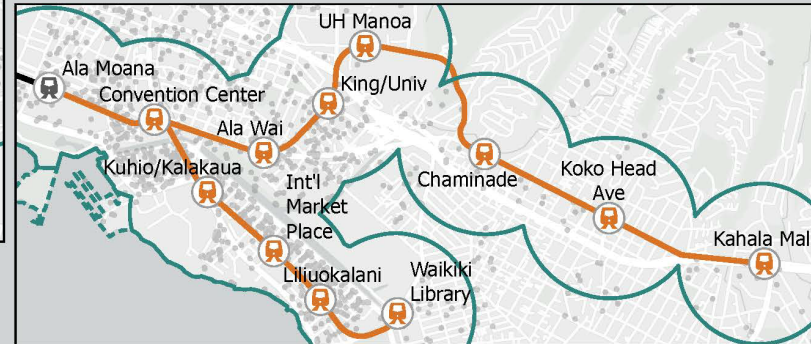 UH Manoa
Ala Moana
King/Univ
Convention Center
Ala Wai
Kuhio/Kalakaua
Int'l
Market
Place
Chaminade
Koko Head
Ave
Kahala Mal
Liliuokalani
Waikiki
Library